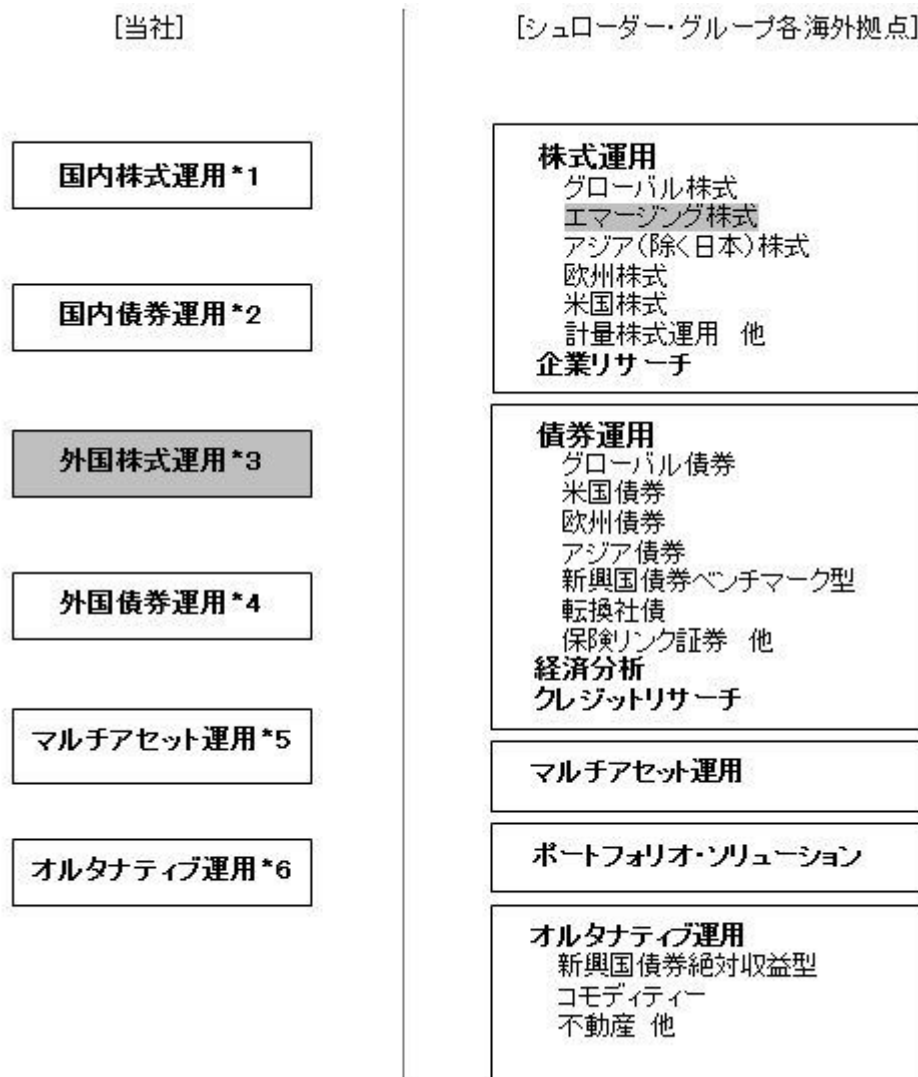 [当社]
国内株式運用*1
国内債券運用*2
外国株式運用*3
外国債券運用*4
マルチアセット運用*5
オルタナティブ運用*6
[シュローダー・グループ各海外拠点]
株式運用
グローバル株式
エマージング株式
アジア(除く日本)株式
欧州株式
米国株式
計量株式運用 他
企業リサーチ
債券運用
グローバル債券
米国債券
欧州債券
アジア債券
新興国債券ベンチマーク型
転換社債
保険リンク証券 他
経済分析
クレジットリサーチ
マルチアセット運用
ポートフォリオ・ソリューション
オルタナティブ運用
新興国債券絶対収益型
コモディティー
不動産 他